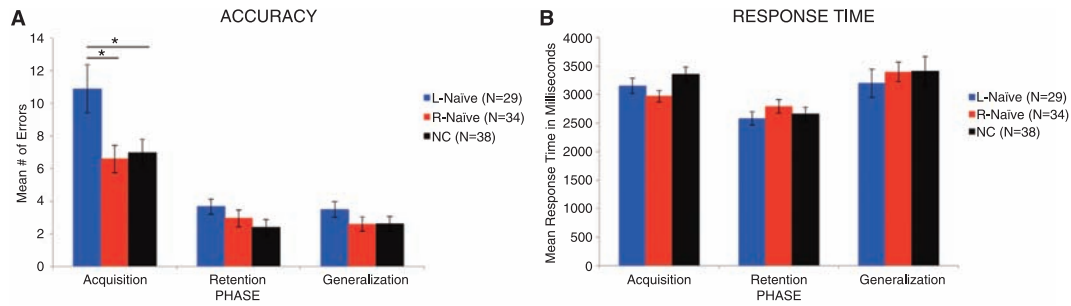 A
ACCURACY
14
12
10
8
6
4
2
0
Mean # of Errors
*
*
L-Naïve (N=29)
R-Naïve (N=34)
NC (N=38)
Acquisition
Retention
Generalization
PHASE
B
RESPONSE TIME
4000
3500
3000
2500
2000
1500
1000
500
0
Mean Response Time in Milliseconds
L-Naïve (N=29)
R-Naïve (N=34)
NC (N=38)
Acquisition
Retention
Generalization
PHASE